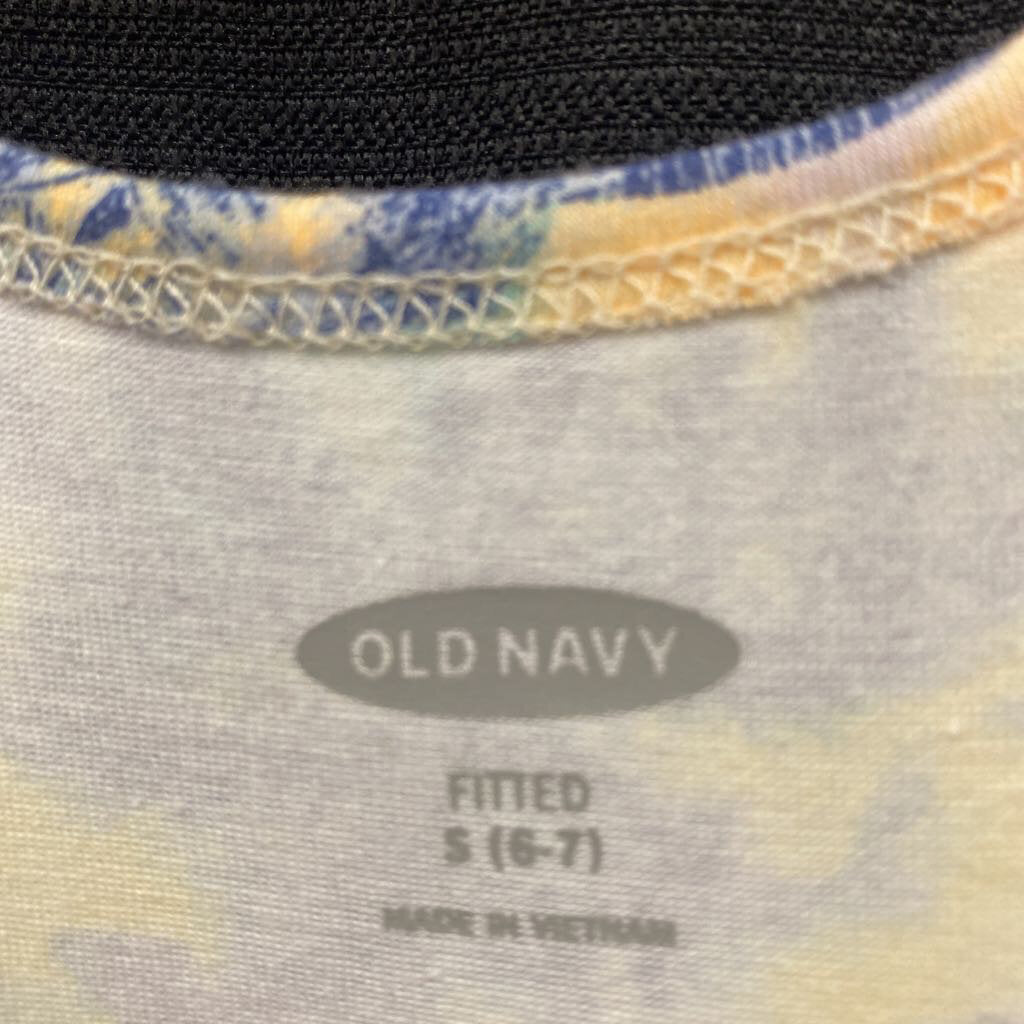 OLD NAVY
FITTED
S (6-7)
MADE IN VIETNAM